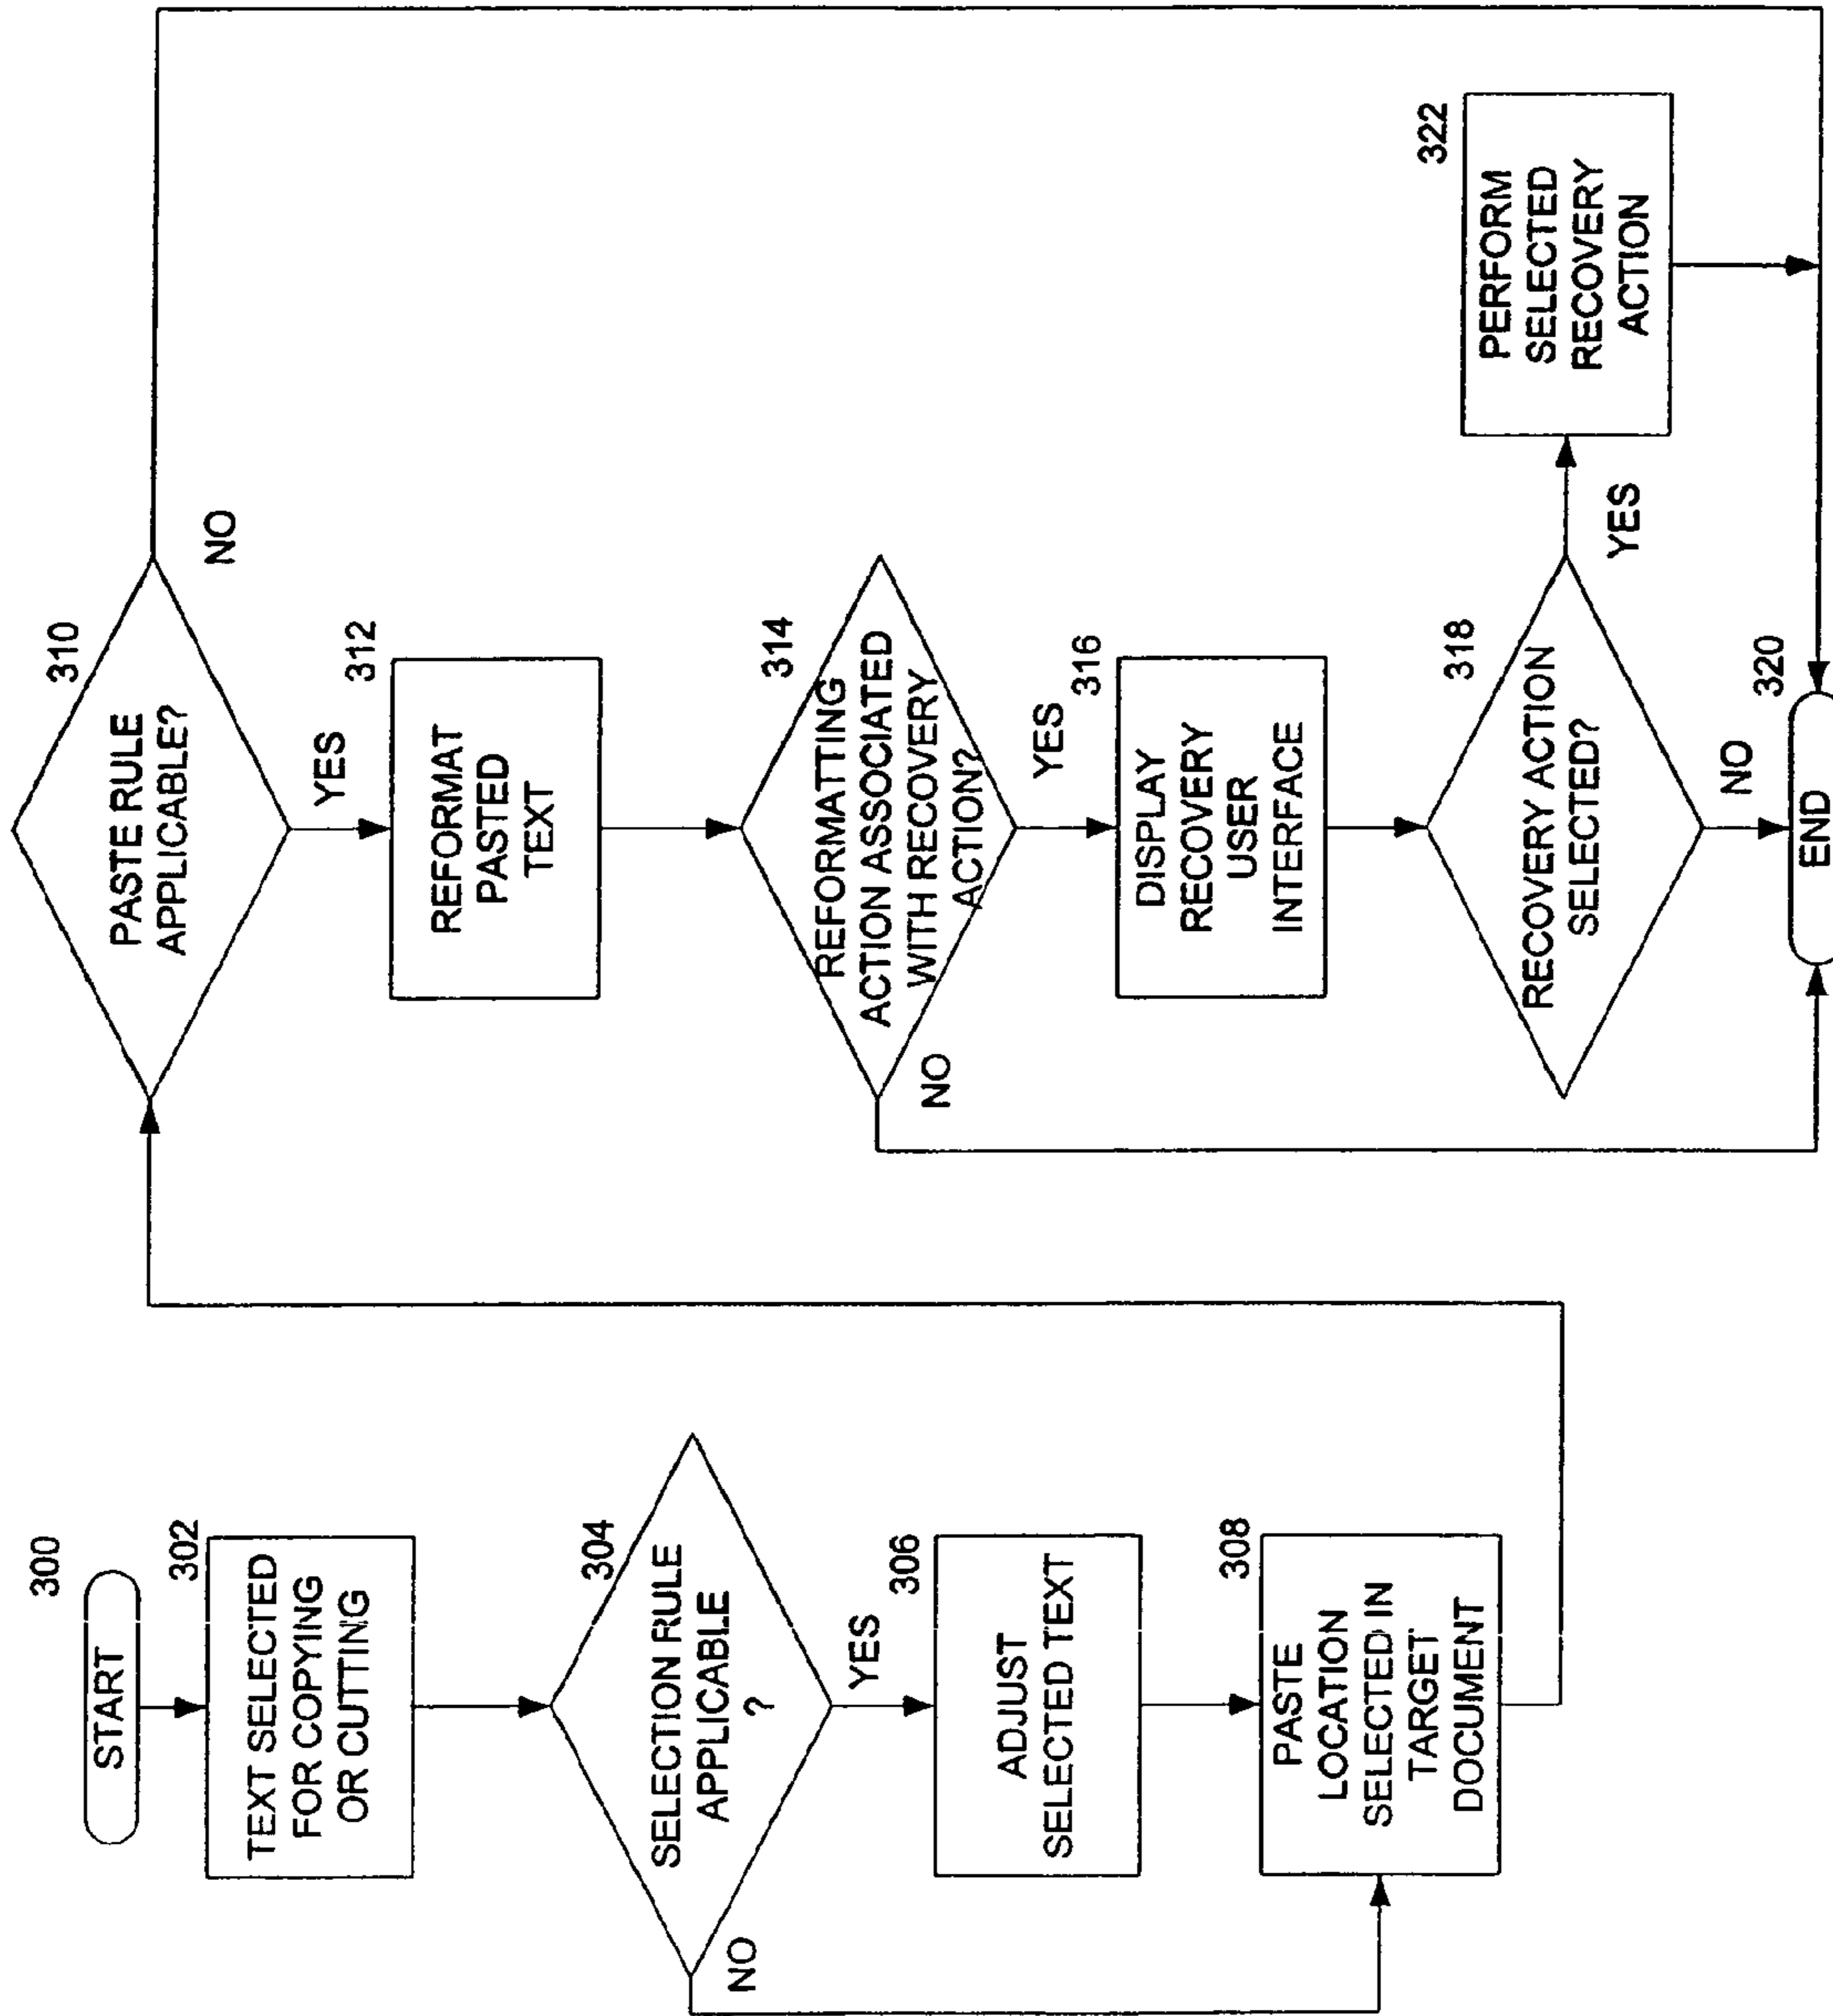 300
START
302
TEXT SELECTED
FOR COPYING
OR CUTTING
304
SELECTION RULE
APPLICABLE
?
YES
NO
306
ADJUST
SELECTED TEXT
308
PASTE
LOCATION
SELECTED IN
TARGET
DOCUMENT
310
PASTE RULE
APPLICABLE?
NO
YES
312
REFORMAT
PASTED
TEXT
314
REFORMATTING
ACTION ASSOCIATED
WITH RECOVERY
ACTION?
NO
YES
316
DISPLAY
RECOVERY
USER
INTERFACE
318
RECOVERY ACTION
SELECTED?
YES
NO
322
PERFORM
SELECTED
RECOVERY
ACTION
320
END